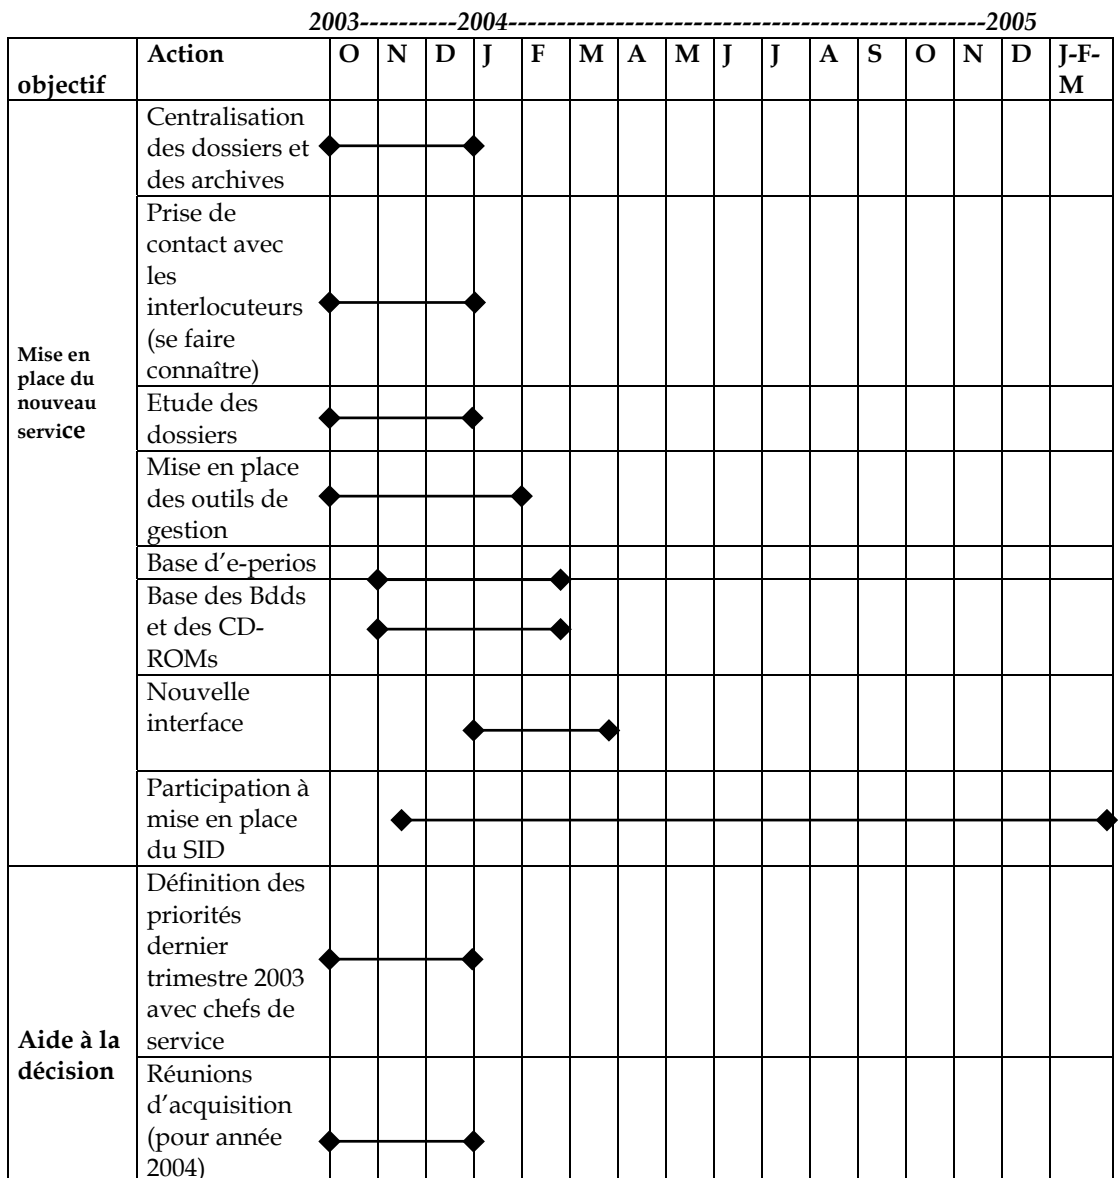 2003-----------2004-------------------------------------------------2005
Action O N D J F M A M J J A S O N D J-F-
objectif M
Centralisation
des dossiers et
des archives
Prise de
contact avec
les
interlocuteurs
(se faire
connaître)
Mise en
place du
nouveau
service
Etude des
dossiers
Mise en place
des outils de
gestion
Base d'e-perios
Base des Bdds
et des CD-
ROMs
Nouvelle
interface
Participation à
mise en place
du SID
Définition des
priorités
dernier
trimestre 2003
avec chefs de
service
Aide à la
décision
Réunions
d'acquisition
(pour année
2004)